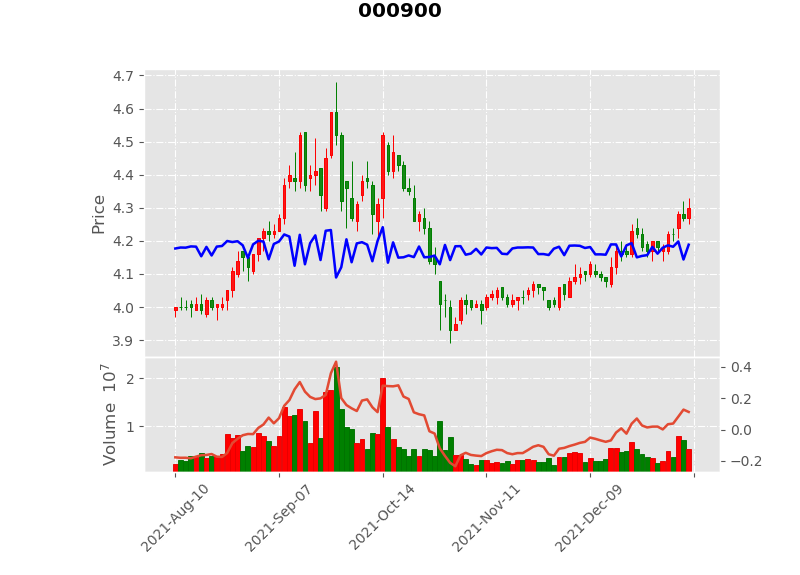 000900
4.7
4.6
4.5
4.4
4.3
4.2
4.1
4.0
3.9
Price
2
1
Volume 10^7
0.4
0.2
0.0
−0.2
2021-Aug-10
2021-Sep-07
2021-Oct-14
2021-Nov-11
2021-Dec-09